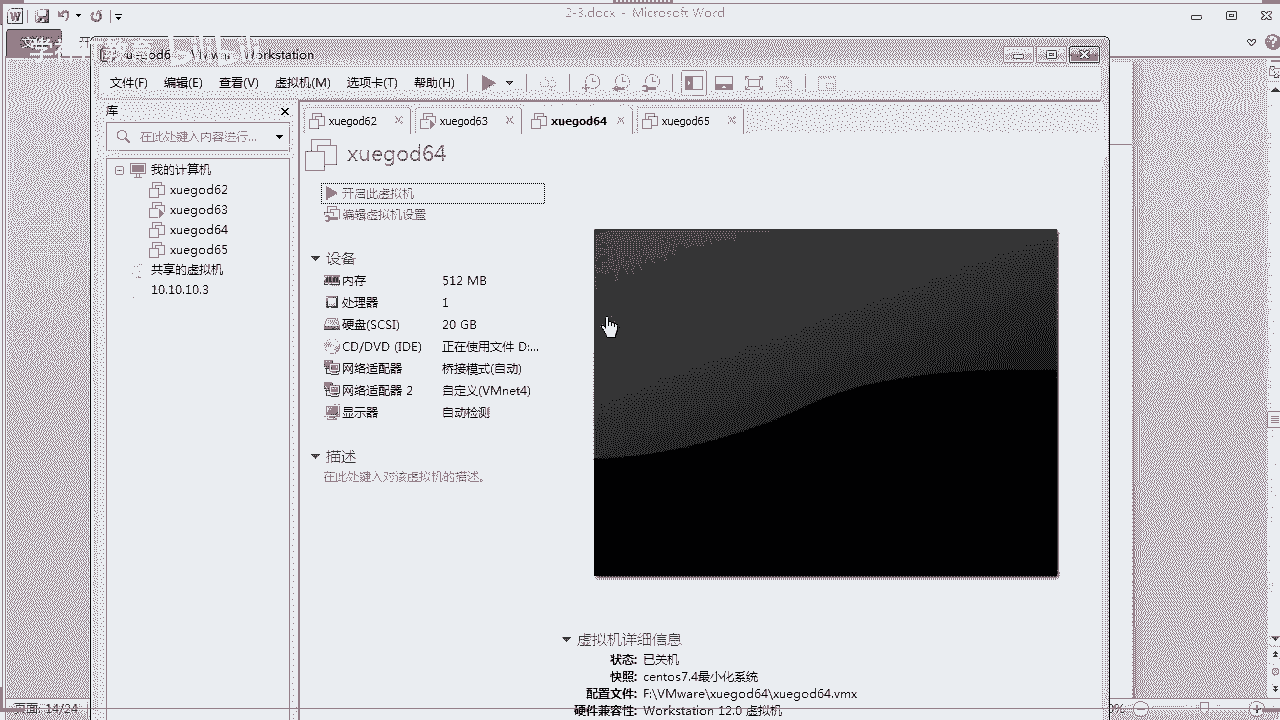 2-3.docx - Microsoft Word
文件(F) 编辑(E) 查看(V) 虚拟机(M) 选项卡(T) 帮助(H)
库
在此处键入内容进行...
我的计算机
xuegod62
xuegod63
xuegod64
xuegod65
共享的虚拟机
10.10.10.3
xuegod62 xuegod63 xuegod64 xuegod65
xuegod64
开启此虚拟机
编辑虚拟机设置
设备
内存 512 MB
处理器 1
硬盘(SCSI) 20 GB
CD/DVD (IDE) 正在使用文件 D:...
网络适配器 桥接模式(自动)
网络适配器 2 自定义(VMnet4)
显示器 自动检测
描述
在此处键入对该虚拟机的描述。
虚拟机详细信息
状态: 已关机
快照: centos7.4最小化系统
配置文件: F:\VMware\xuegod64\xuegod64.vmx
硬件兼容性: Workstation 12.0 虚拟机
页面: 14/24